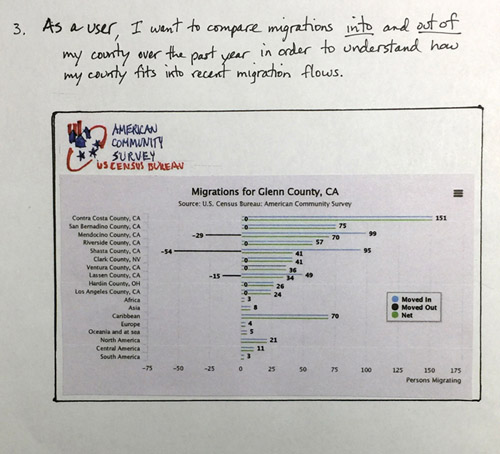 3. As a user, I want to compare migrations into and out of
my county over the past year in order to understand how
my county fits into recent migration flows.
AMERICAN
COMMUNITY
SURVEY
US CENSUS BUREAU
Migrations for Glenn County, CA
Source: U.S. Census Bureau: American Community Survey
Contra Costa County, CA 0 151
San Bernadino County, CA 0 75
Mendocino County, CA -29 70 99
Riverside County, CA 0 57
Shasta County, CA -54 41 95
Clark County, NV 0 41
Ventura County, CA 0 36
Lassen County, CA -15 34 49
Hardin County, OH 0 26
Los Angeles County, CA 0 24
Africa 3
Asia 8
Caribbean 70
Europe 4
Oceania and at sea 5
North America 21
Central America 11
South America 3
Moved In
Moved Out
Net
-75 -50 -25 0 25 50 75 100 125 150 175
Persons Migrating